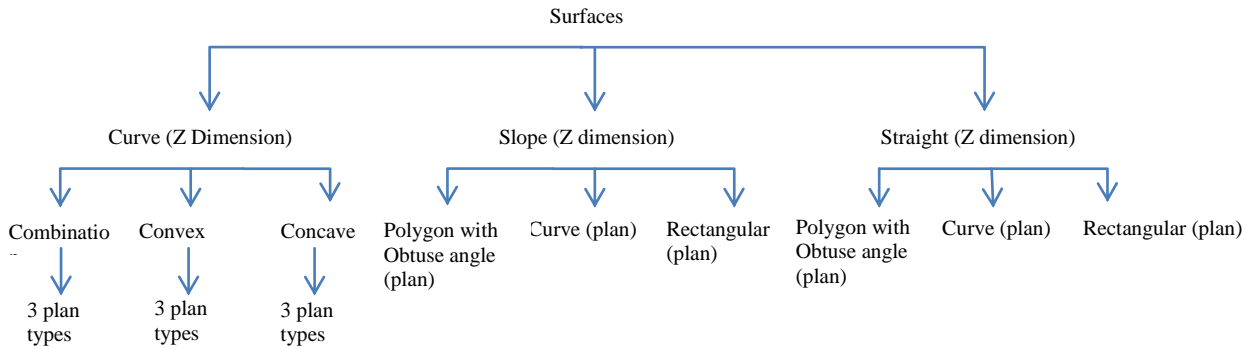 Surfaces
Curve (Z Dimension)
Slope (Z dimension)
Straight (Z dimension)
Combinatio
Convex
Concave
Polygon with
Obtuse angle
(plan)
Curve (plan)
Rectangular
(plan)
Polygon with
Obtuse angle
(plan)
Curve (plan)
Rectangular (plan)
3 plan
types
3 plan
types
3 plan
types